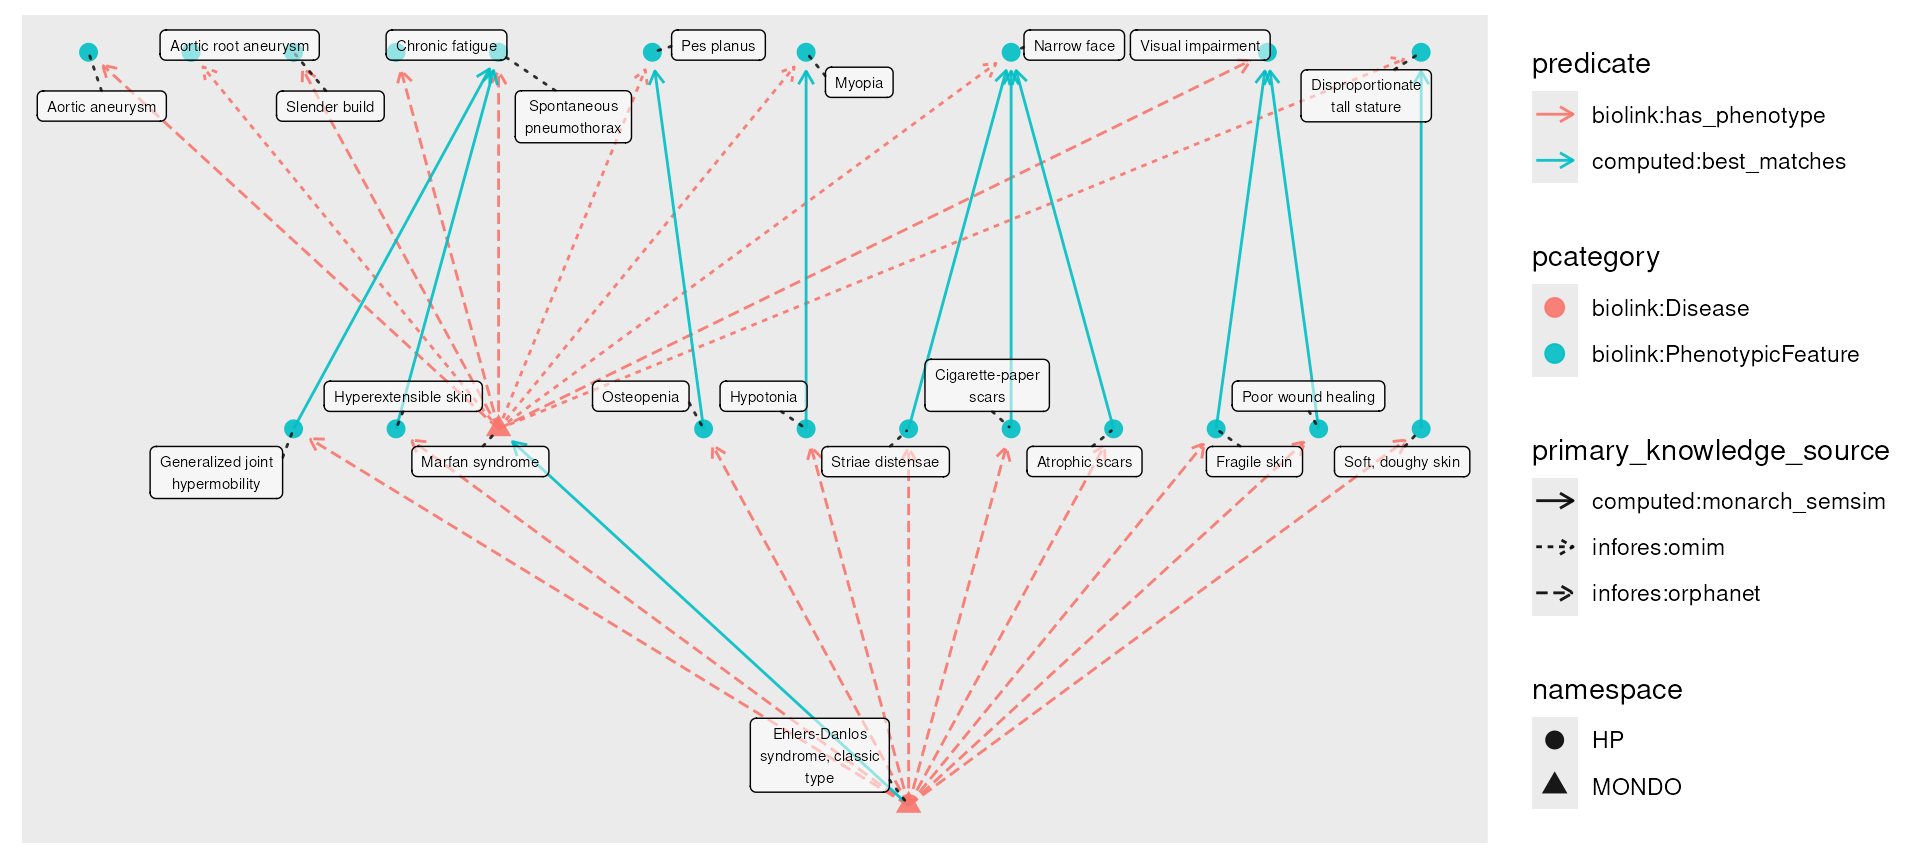 Aortic root aneurysm
Chronic fatigue
Pes planus
Narrow face
Visual impairment
Myopia
Disproportionate
tall stature
Aortic aneurysm
Slender build
Spontaneous
pneumothorax
Cigarette-paper
scars
Hyperextensible skin
Osteopenia
Hypotonia
Poor wound healing
Generalized joint
hypermobility
Marfan syndrome
Striae distensae
Atrophic scars
Fragile skin
Soft, doughy skin
Ehlers-Danlos
syndrome, classic
type
predicate
biolink:has_phenotype
computed:best_matches
pcategory
biolink:Disease
biolink:PhenotypicFeature
primary_knowledge_source
computed:monarch_semsim
infores:omim
infores:orphanet
namespace
HP
MONDO